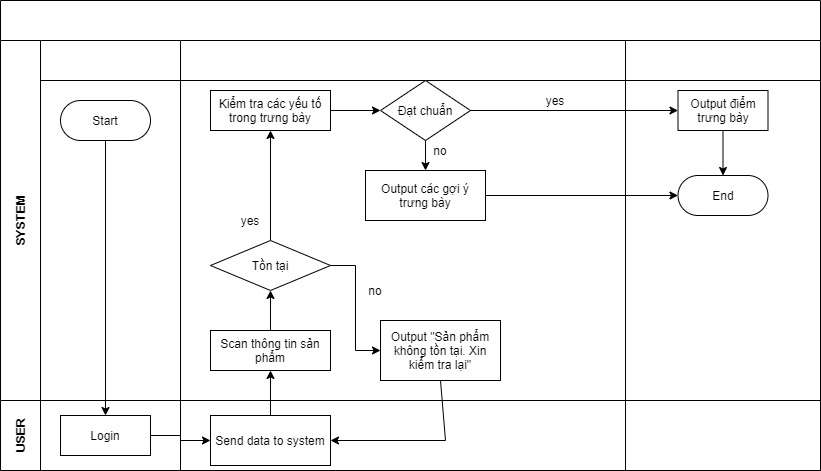 SYSTEM
Start
Kiểm tra các yếu tố
trong trưng bày
Đạt chuẩn
yes
Output điểm
trưng bày
no
Output các gợi ý
trưng bày
End
yes
Tồn tại
no
Scan thông tin sản
phẩm
Output "Sản phẩm
không tồn tại. Xin
kiểm tra lại"
USER
Login
Send data to system